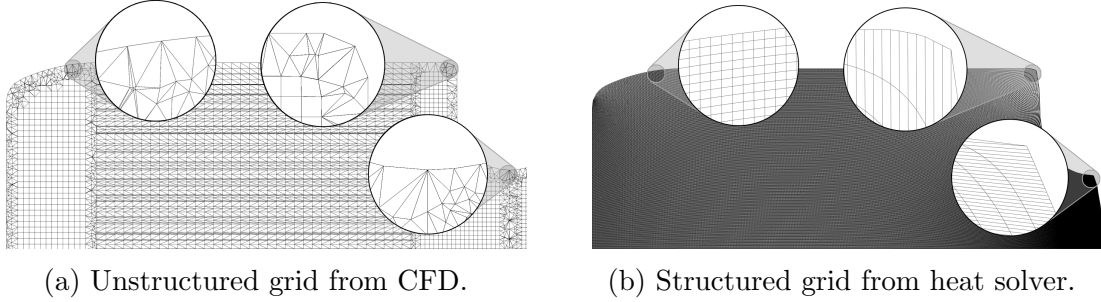 (a) Unstructured grid from CFD.
(b) Structured grid from heat solver.